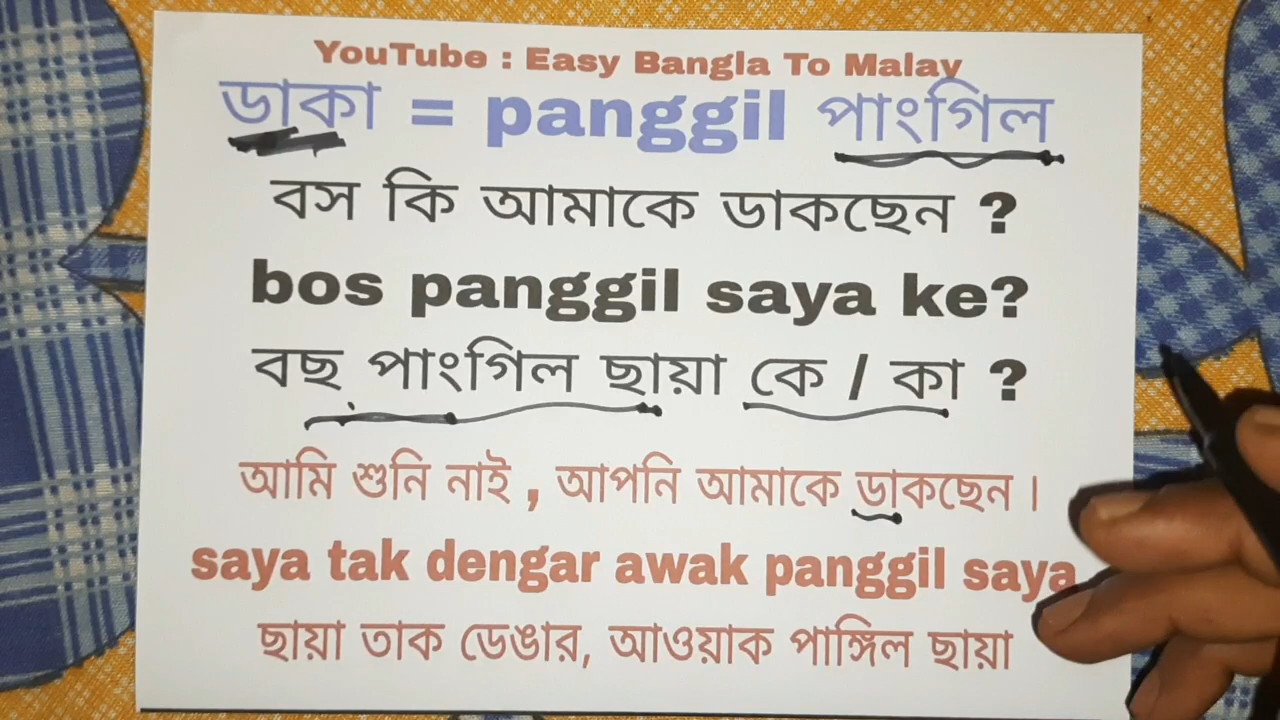 YouTube : Easy Bangla To Malay
ডাকা = panggil পাংগিল
বস কি আমাকে ডাকছেন ?
bos panggil saya ke?
বছ পাংগিল ছায়া কে / কা ?
আমি শুনি নাই , আপনি আমাকে ডাকছেন ।
saya tak dengar awak panggil saya
ছায়া তাক ডেঙার, আওয়াক পাঙ্গিল ছায়া